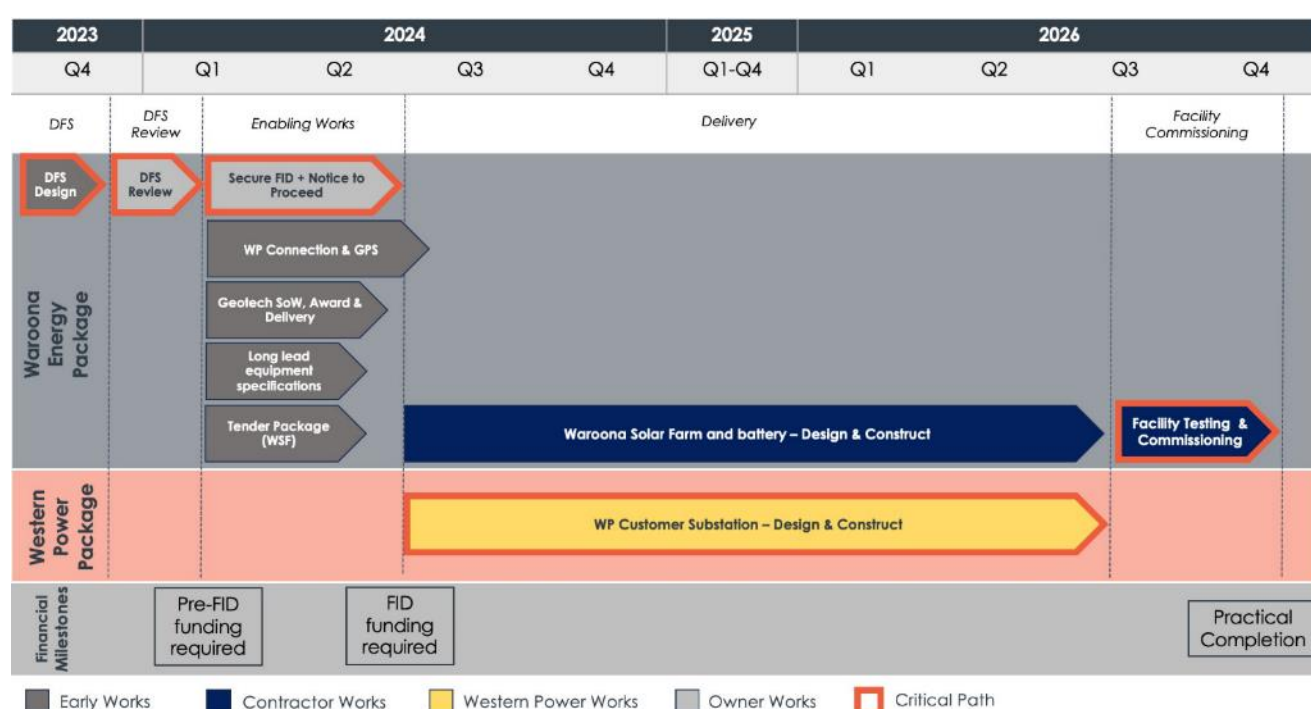 2023 2024 2025 2026
Q4 Q1 Q2 Q3 Q4 Q1-Q4 Q1 Q2 Q3 Q4
DFS
DFS
Review
Enabling Works
Delivery
Facility
Commissioning
Waroona
Energy
Package
DFS
Design
DFS
Review
Secure FID + Notice to
Proceed
WP Connection & GPS
Geotech SoW, Award &
Delivery
Long lead
equipment
specifications
Tender Package
(WSF)
Waroona Solar Farm and battery – Design & Construct
Facility Testing &
Commissioning
Western
Power
Package
WP Customer Substation – Design & Construct
Financial
Milestones
Pre-FID
funding
required
FID
funding
required
Practical
Completion
Early Works Contractor Works Western Power Works Owner Works Critical Path